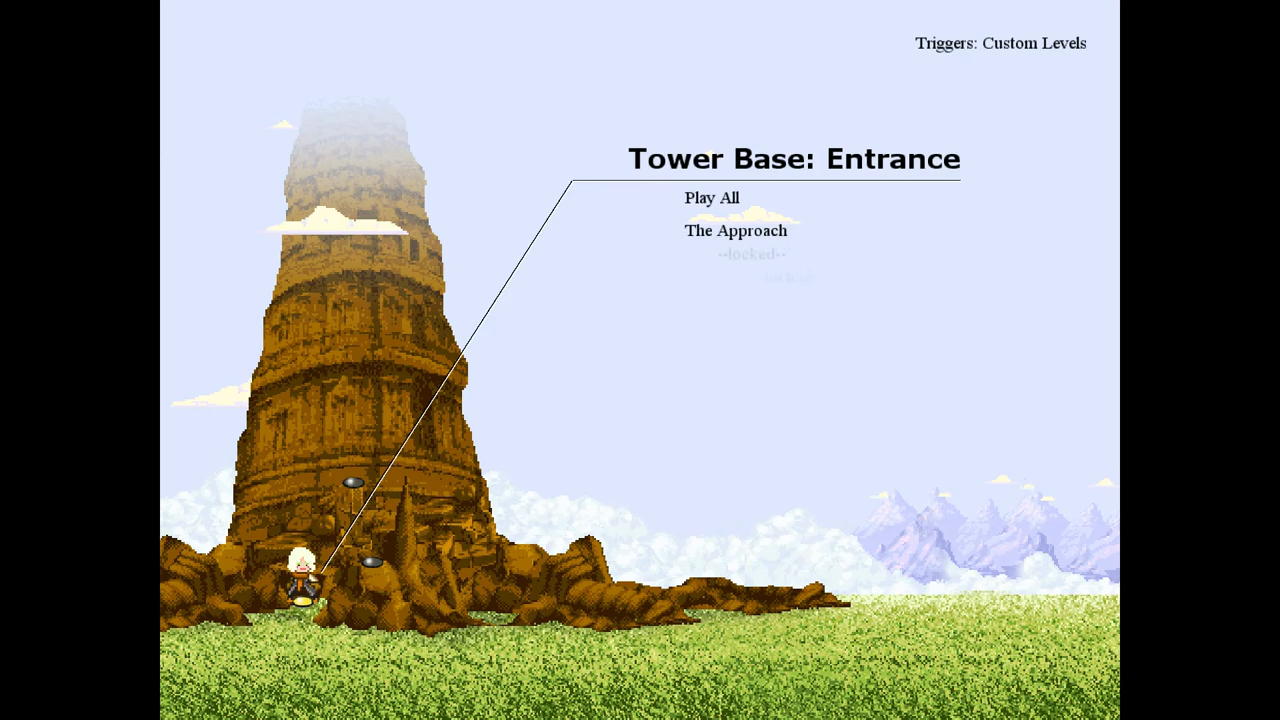 Triggers: Custom Levels
Tower Base: Entrance
Play All
The Approach
--locked--